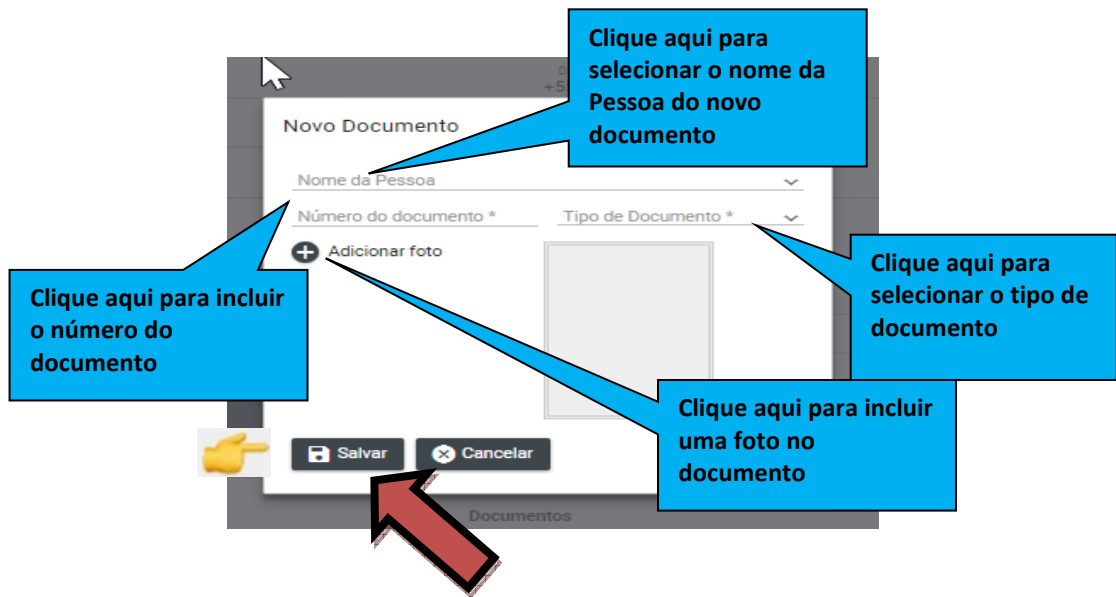 Clique aqui para
selecionar o nome da
Pessoa do novo
documento
Novo Documento
Nome da Pessoa
Número do documento *
Tipo de Documento *
Adicionar foto
Clique aqui para incluir
o número do
documento
Clique aqui para
selecionar o tipo de
documento
Clique aqui para incluir
uma foto no
documento
Salvar
Cancelar
Documentos